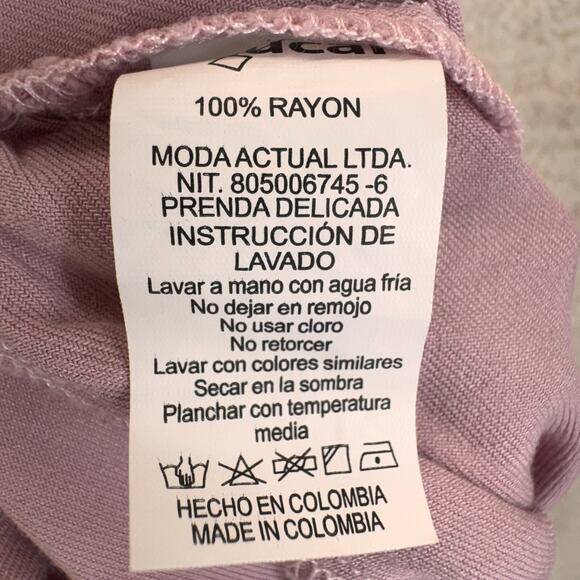 100% RAYON
MODA ACTUAL LTDA.
NIT. 805006745 -6
PRENDA DELICADA
INSTRUCCIÓN DE
LAVADO
Lavar a mano con agua fría
No dejar en remojo
No usar cloro
No retorcer
Lavar con colores similares
Secar en la sombra
Planchar con temperatura
media
HECHO EN COLOMBIA
MADE IN COLOMBIA